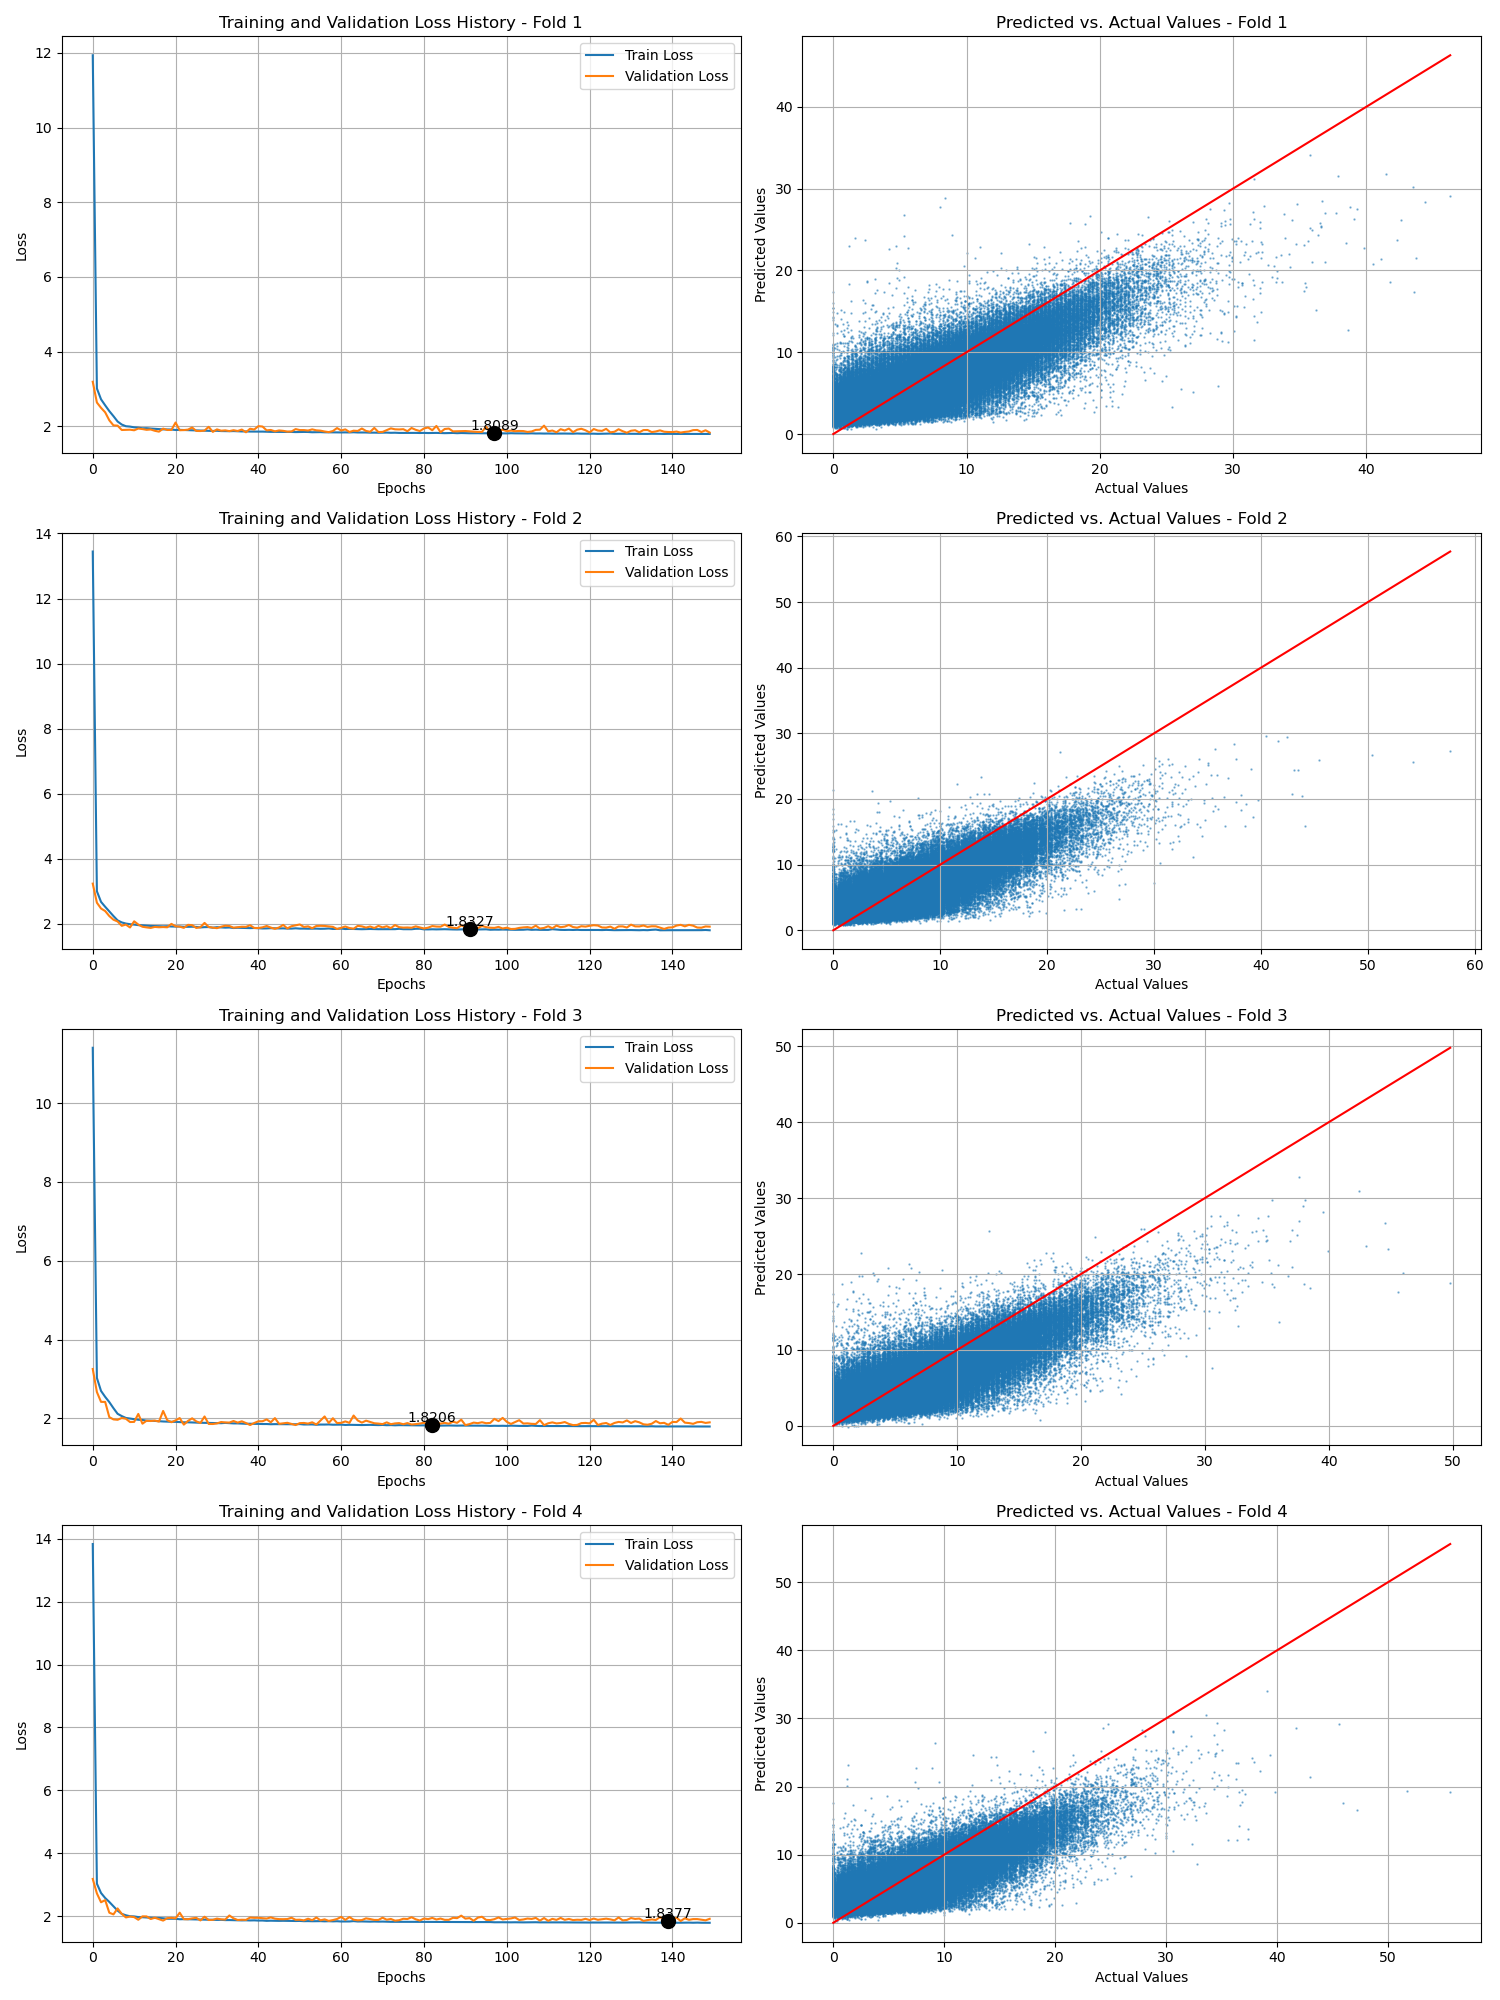 Training and Validation Loss History - Fold 1
Train Loss
Validation Loss
12
10
8
6
4
2
Loss
1.8089
0 20 40 60 80 100 120 140
Epochs
Predicted vs. Actual Values - Fold 1
40
30
20
10
0
Predicted Values
0 10 20 30 40
Actual Values
Training and Validation Loss History - Fold 2
Train Loss
Validation Loss
14
12
10
8
6
4
2
Loss
1.8327
0 20 40 60 80 100 120 140
Epochs
Predicted vs. Actual Values - Fold 2
60
50
40
30
20
10
0
Predicted Values
0 10 20 30 40 50 60
Actual Values
Training and Validation Loss History - Fold 3
Train Loss
Validation Loss
10
8
6
4
2
Loss
1.8206
0 20 40 60 80 100 120 140
Epochs
Predicted vs. Actual Values - Fold 3
50
40
30
20
10
0
Predicted Values
0 10 20 30 40 50
Actual Values
Training and Validation Loss History - Fold 4
Train Loss
Validation Loss
14
12
10
8
6
4
2
Loss
1.8377
0 20 40 60 80 100 120 140
Epochs
Predicted vs. Actual Values - Fold 4
50
40
30
20
10
0
Predicted Values
0 10 20 30 40 50
Actual Values